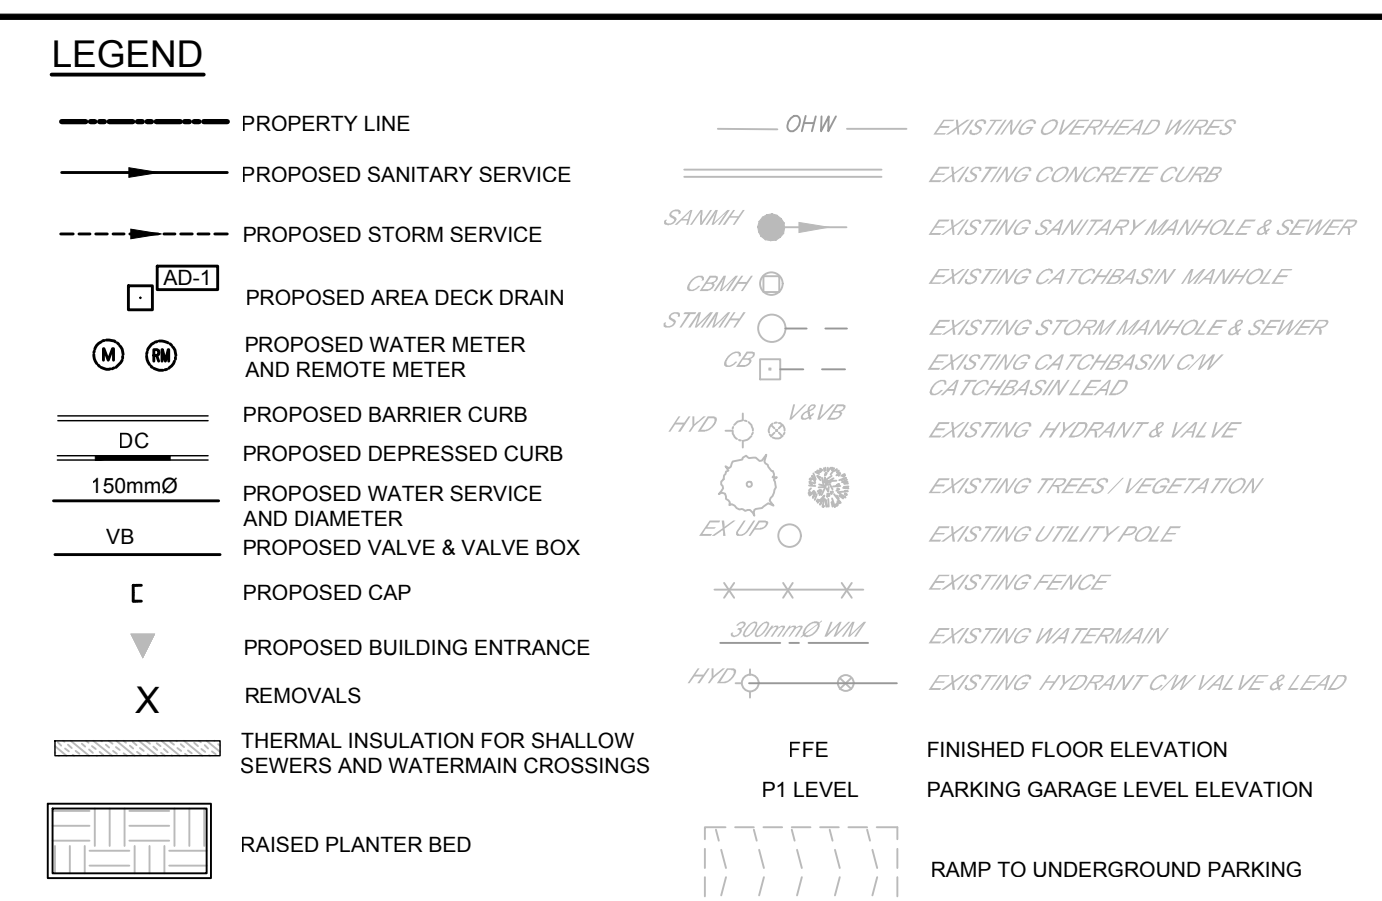 LEGEND
PROPERTY LINE
PROPOSED SANITARY SERVICE
PROPOSED STORM SERVICE
AD-1
PROPOSED AREA DECK DRAIN
M RM
PROPOSED WATER METER
AND REMOTE METER
PROPOSED BARRIER CURB
DC
PROPOSED DEPRESSED CURB
150mmØ
PROPOSED WATER SERVICE
AND DIAMETER
VB
PROPOSED VALVE & VALVE BOX
PROPOSED CAP
PROPOSED BUILDING ENTRANCE
X REMOVALS
THERMAL INSULATION FOR SHALLOW
SEWERS AND WATERMAIN CROSSINGS
RAISED PLANTER BED
OHW EXISTING OVERHEAD WIRES
EXISTING CONCRETE CURB
SANMH EXISTING SANITARY MANHOLE & SEWER
CBMH EXISTING CATCHBASIN MANHOLE
STMMH EXISTING STORM MANHOLE & SEWER
CB EXISTING CATCHBASIN C/W
CATCHBASIN LEAD
HYD V&VB EXISTING HYDRANT & VALVE
EXISTING TREES / VEGETATION
EX UP EXISTING UTILITY POLE
EXISTING FENCE
300mmØ WM EXISTING WATERMAIN
HYD EXISTING HYDRANT C/W VALVE & LEAD
FFE FINISHED FLOOR ELEVATION
P1 LEVEL PARKING GARAGE LEVEL ELEVATION
RAMP TO UNDERGROUND PARKING